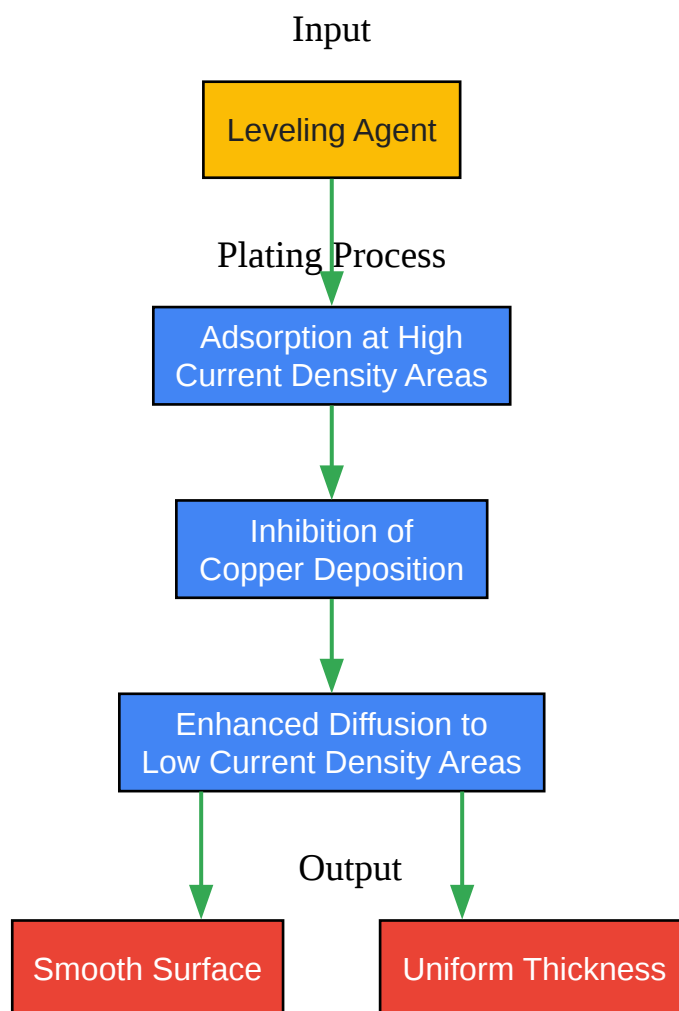 Input
Leveling Agent
Plating Process
Adsorption at High
Current Density Areas
Inhibition of
Copper Deposition
Enhanced Diffusion to
Low Current Density Areas
Output
Smooth Surface
Uniform Thickness